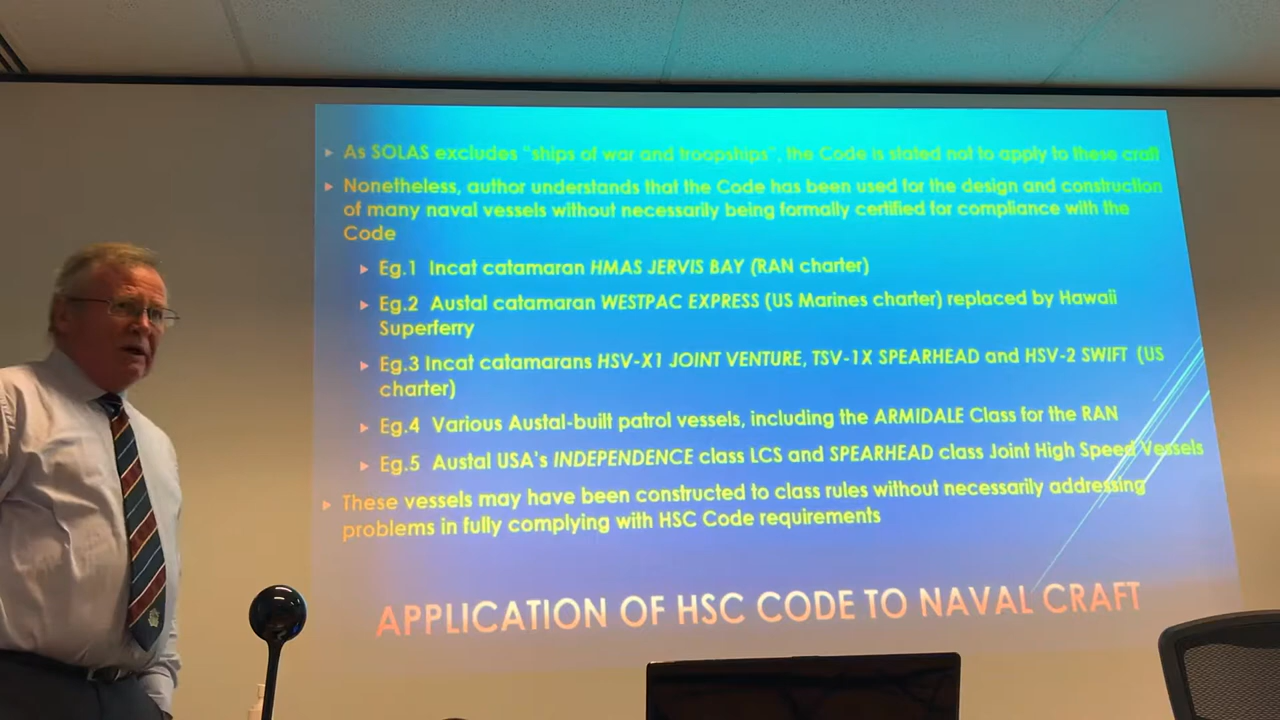 As SOLAS excludes "ships of war and troopships", the Code is stated not to apply to these craft
Nonetheless, author understands that the Code has been used for the design and construction
of many naval vessels without necessarily being formally certified for compliance with the
Code
Eg.1 Incat catamaran HMAS JERVIS BAY (RAN charter)
Eg.2 Austal catamaran WESTPAC EXPRESS (US Marines charter) replaced by Hawaii
Superferry
Eg.3 Incat catamarans HSV-X1 JOINT VENTURE, TSV-1X SPEARHEAD and HSV-2 SWIFT (US
charter)
Eg.4 Various Austal-built patrol vessels, including the ARMIDALE Class for the RAN
Eg.5 Austal USA's INDEPENDENCE class LCS and SPEARHEAD class Joint High Speed Vessels
These vessels may have been constructed to class rules without necessarily addressing
problems in fully complying with HSC Code requirements
APPLICATION OF HSC CODE TO NAVAL CRAFT